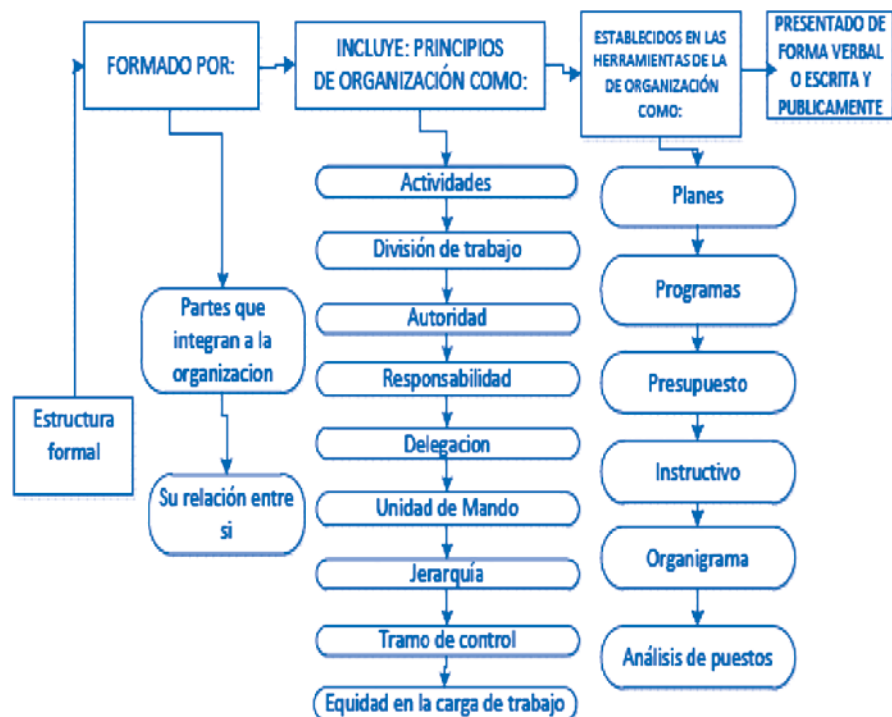 FORMADO POR:
INCLUYE: PRINCIPIOS
DE ORGANIZACIÓN COMO:
ESTABLECIDOS EN LAS
HERRAMIENTAS DE LA
DE ORGANIZACIÓN
COMO:
PRESENTADO DE
FORMA VERBAL
O ESCRITA Y
PUBLICAMENTE
Estructura
formal
Partes que
integran a la
organizacion
Su relación entre
si
Actividades
División de trabajo
Autoridad
Responsabilidad
Delegacion
Unidad de Mando
Jerarquía
Tramo de control
Equidad en la carga de trabajo
Planes
Programas
Presupuesto
Instructivo
Organigrama
Análisis de puestos